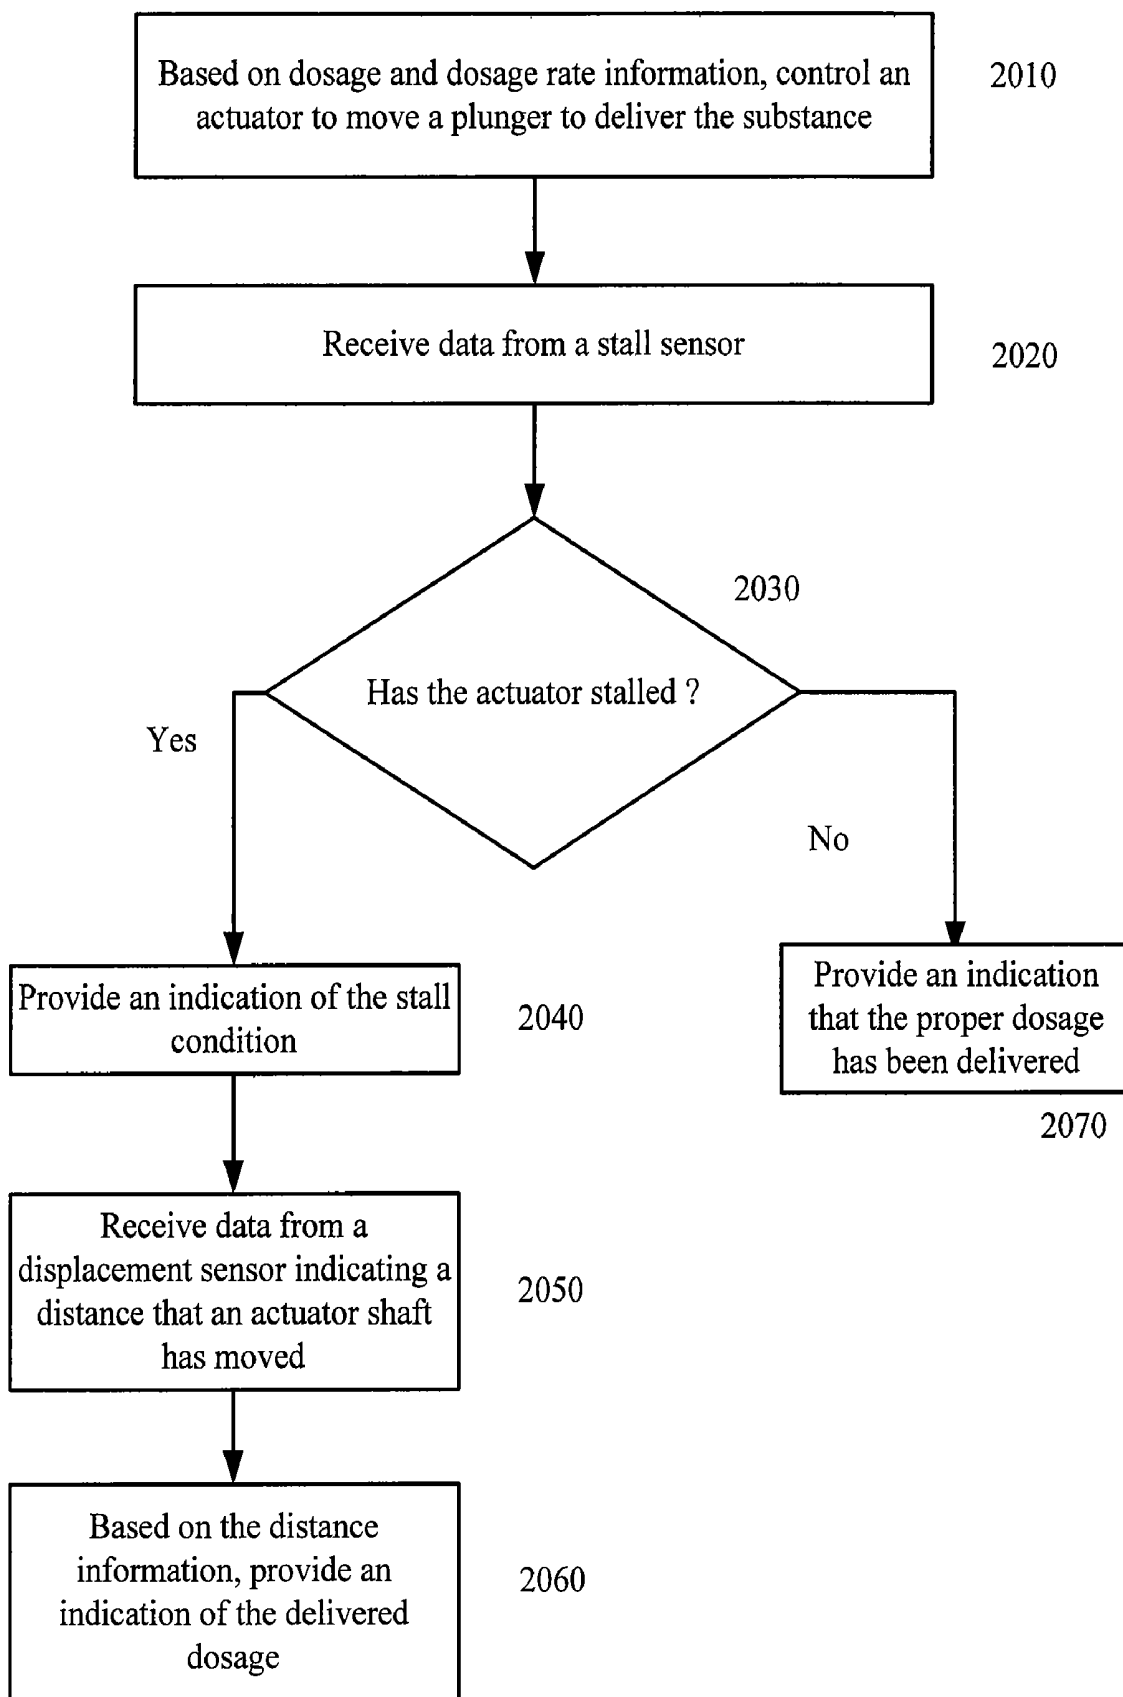 Based on dosage and dosage rate information, control an
actuator to move a plunger to deliver the substance
2010
Receive data from a stall sensor
2020
2030
Has the actuator stalled ?
Yes
No
Provide an indication of the stall
condition
2040
Provide an indication
that the proper dosage
has been delivered
2070
Receive data from a
displacement sensor indicating a
distance that an actuator shaft
has moved
2050
Based on the distance
information, provide an
indication of the delivered
dosage
2060